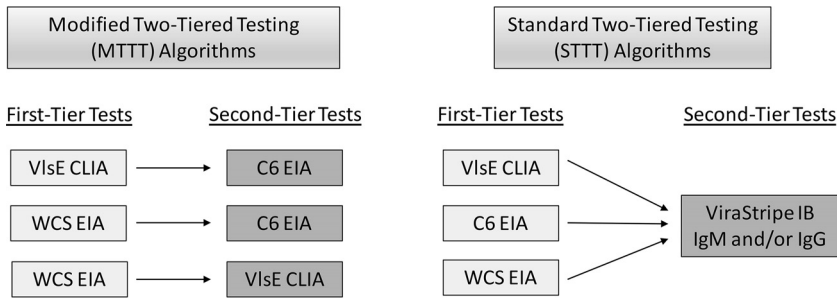 Modified Two-Tiered Testing
(MTTT) Algorithms
First-Tier Tests
Second-Tier Tests
VlsE CLIA
C6 EIA
WCS EIA
C6 EIA
WCS EIA
VlsE CLIA
Standard Two-Tiered Testing
(STTT) Algorithms
First-Tier Tests
Second-Tier Tests
VlsE CLIA
C6 EIA
WCS EIA
ViraStripe IB
IgM and/or IgG